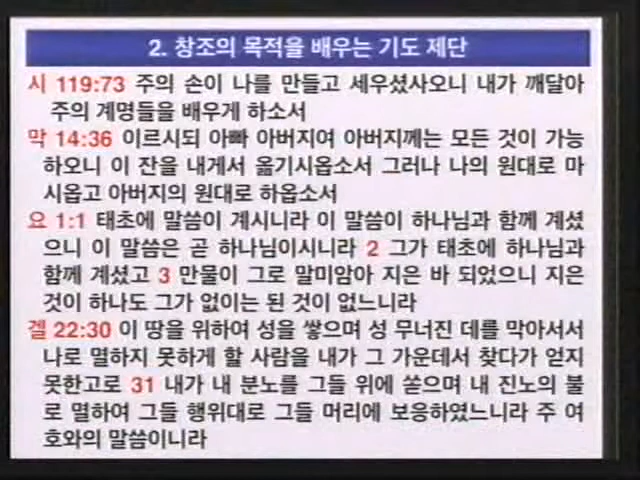 2. 창조의 목적을 배우는 기도 제단
시 119:73 주의 손이 나를 만들고 세우셨사오니 내가 깨달아
주의 계명들을 배우게 하소서
막 14:36 이르시되 아빠 아버지여 아버지께는 모든 것이 가능
하오니 이 잔을 내게서 옮기시옵소서 그러나 나의 원대로 마
시옵고 아버지의 원대로 하옵소서
요 1:1 태초에 말씀이 계시니라 이 말씀이 하나님과 함께 계셨
으니 이 말씀은 곧 하나님이시니라 2 그가 태초에 하나님과
함께 계셨고 3 만물이 그로 말미암아 지은 바 되었으니 지은
것이 하나도 그가 없이는 된 것이 없느니라
겔 22:30 이 땅을 위하여 성을 쌓으며 성 무너진 데를 막아서서
나로 멸하지 못하게 할 사람을 내가 그 가운데서 찾다가 얻지
못한고로 31 내가 내 분노를 그들 위에 쏟으며 내 진노의 불
로 멸하여 그들 행위대로 그들 머리에 보응하였느니라 주 여
호와의 말씀이니라